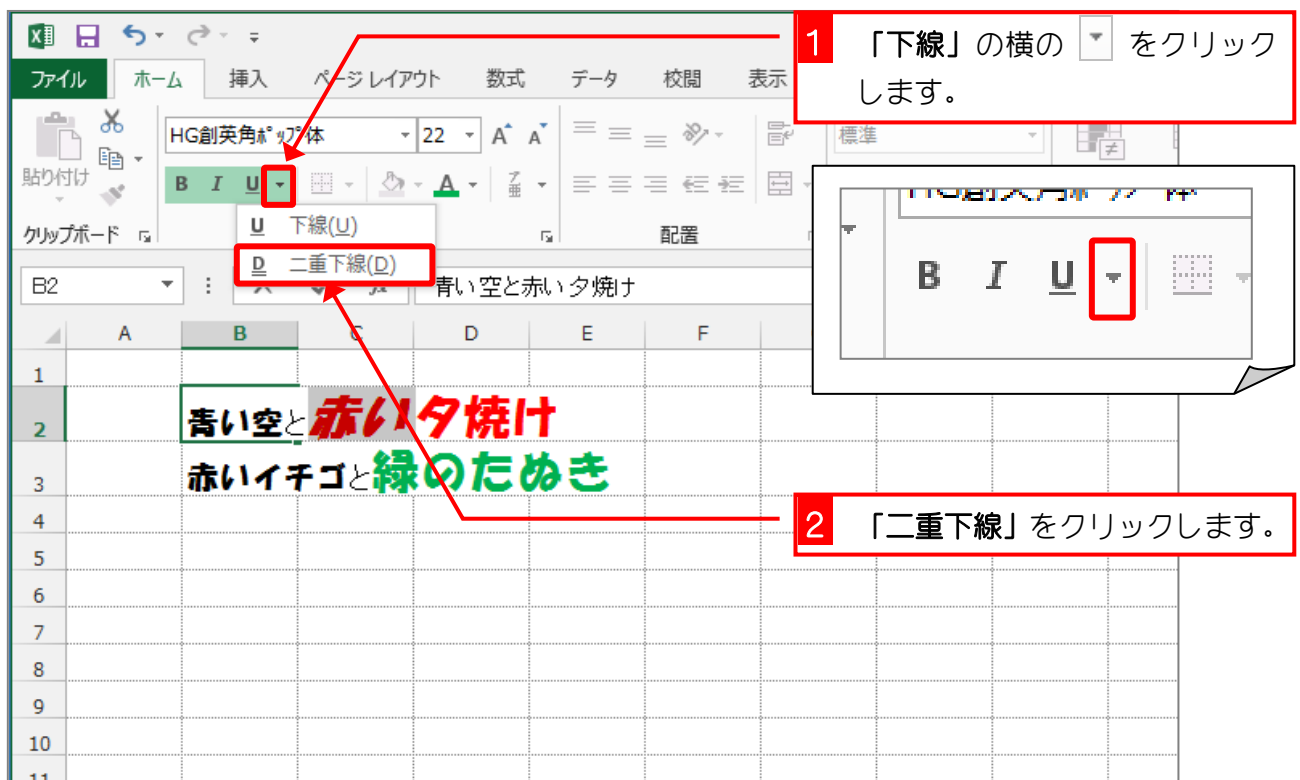 1 「下線」の横の をクリック
します。
ファイル ホーム 挿入 ページ レイアウト 数式 データ 校閲 表示
貼り付け
HG創英角ﾎﾟｯﾌﾟ体 22 A A 標準
B I U A ア亜
クリップボード 配置
U 下線(U)
D 二重下線(D)
B I U
B2 青い空と赤い夕焼け
A B C D E F
1
2 青い空と赤い夕焼け
3 赤いイチゴと緑のたぬき
4
2 「二重下線」をクリックします。
5
6
7
8
9
10
11